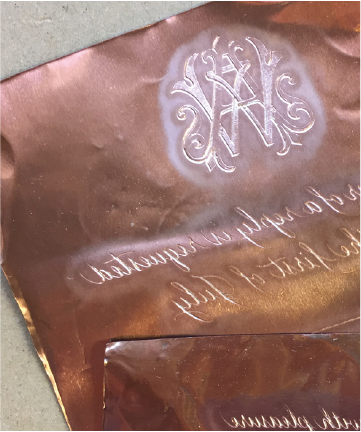 of a reply is requested
the first of July
with pleasure